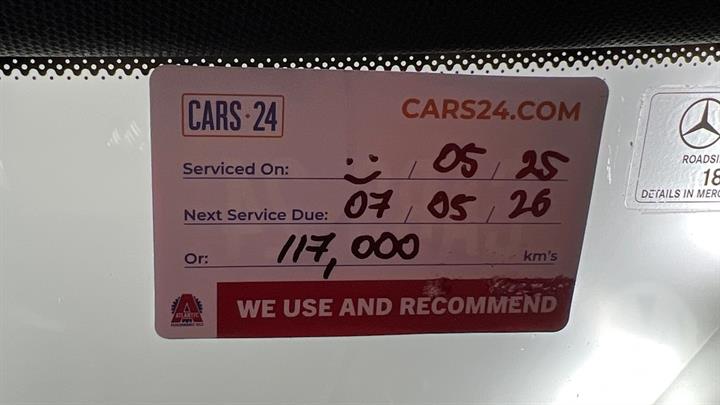 CARS·24
CARS24.COM
Serviced On: / 05 / 25
Next Service Due: 07 / 05 / 26
Or: 117,000 km's
ATLANTIC
WE USE AND RECOMMEND
ROADSI
18
DETAILS IN MERC